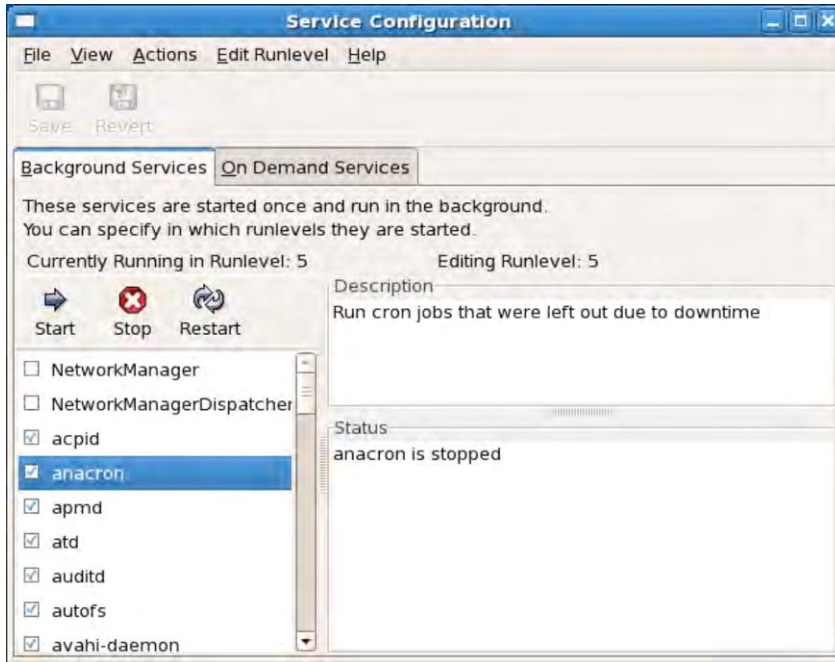 Service Configuration
File View Actions Edit Runlevel Help
Save Revert
Background Services On Demand Services
These services are started once and run in the background.
You can specify in which runlevels they are started.
Currently Running in Runlevel: 5 Editing Runlevel: 5
Start Stop Restart
NetworkManager
NetworkManagerDispatcher
acpid
anacron
apmd
atd
auditd
autofs
avahi-daemon
Description
Run cron jobs that were left out due to downtime
Status
anacron is stopped